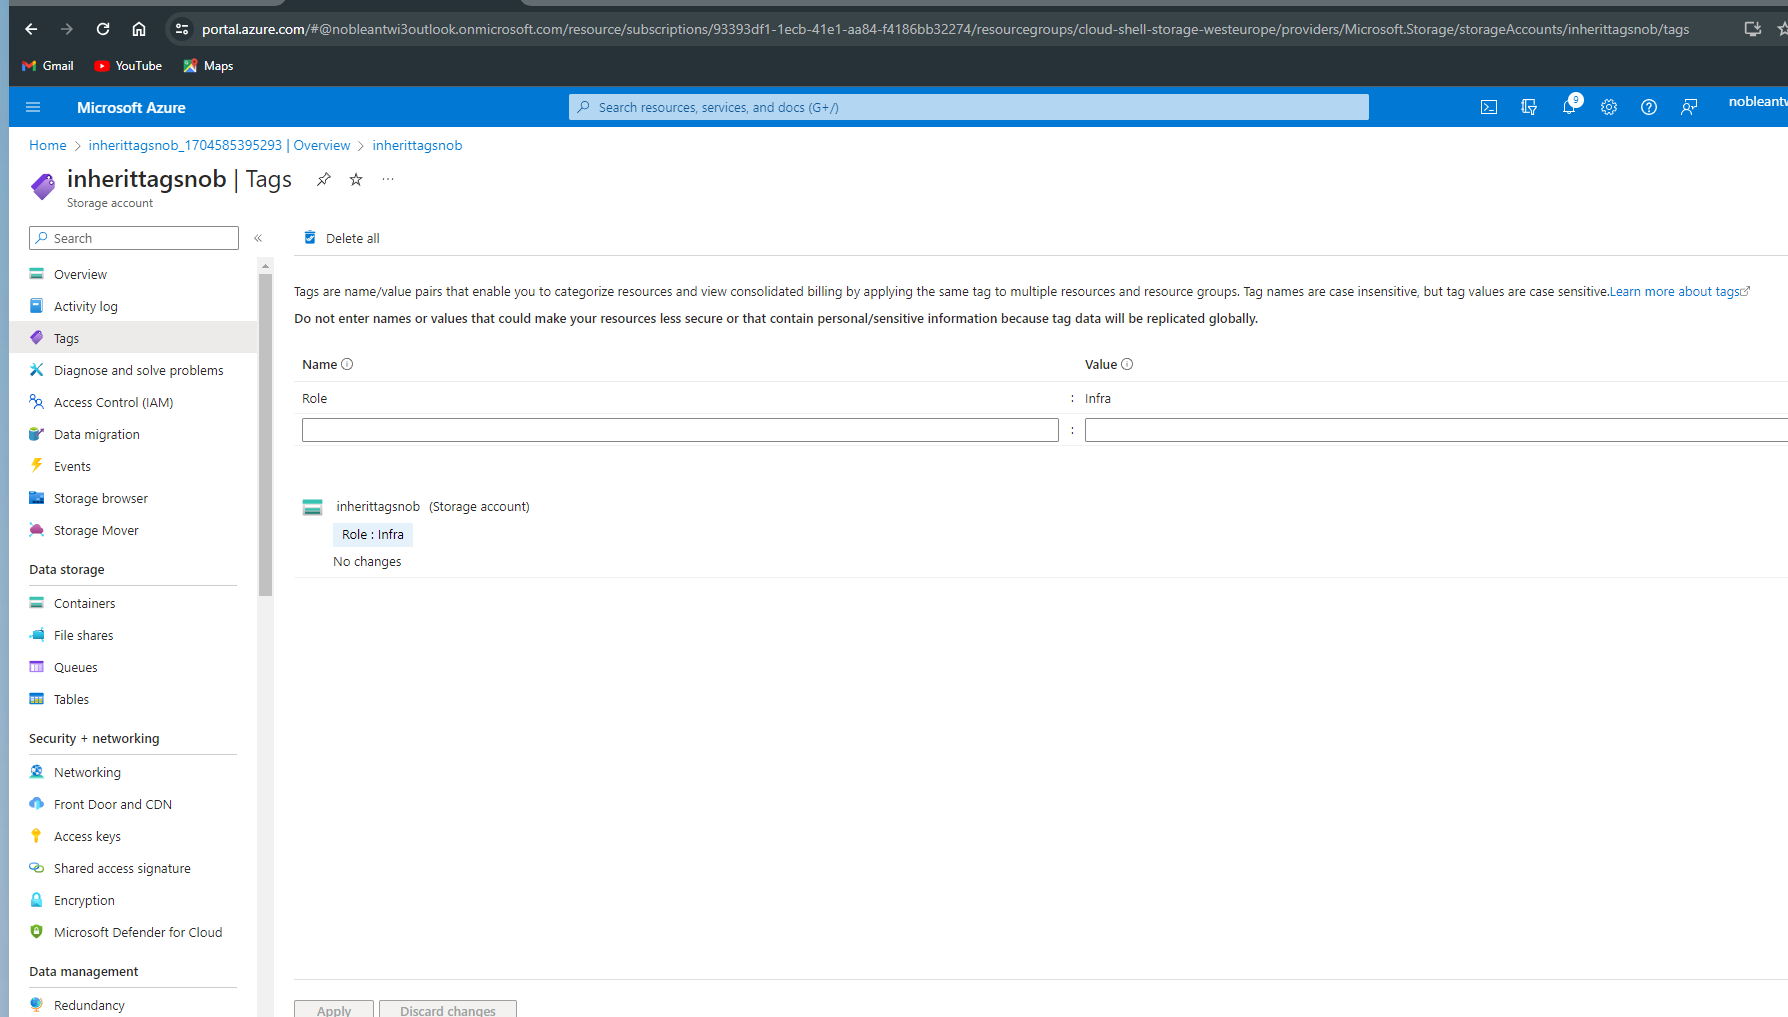 portal.azure.com/#@nobleantwi3outlook.onmicrosoft.com/resource/subscriptions/93393df1-1ecb-41e1-aa84-f4186bb32274/resourcegroups/cloud-shell-storage-westeurope/providers/Microsoft.Storage/storageAccounts/inherittagsnob/tags
Gmail YouTube Maps
Microsoft Azure Search resources, services, and docs (G+/) 9 nobleantw
Home > inherittagsnob_1704585395293 | Overview > inherittagsnob
inherittagsnob | Tags ...
Storage account
Search «
Delete all
Overview
Activity log
Tags
Diagnose and solve problems
Access Control (IAM)
Data migration
Events
Storage browser
Storage Mover
Data storage
Containers
File shares
Queues
Tables
Security + networking
Networking
Front Door and CDN
Access keys
Shared access signature
Encryption
Microsoft Defender for Cloud
Data management
Redundancy
Tags are name/value pairs that enable you to categorize resources and view consolidated billing by applying the same tag to multiple resources and resource groups. Tag names are case insensitive, but tag values are case sensitive.Learn more about tags
Do not enter names or values that could make your resources less secure or that contain personal/sensitive information because tag data will be replicated globally.
Name Value
Role : Infra
:
inherittagsnob (Storage account)
Role : Infra
No changes
Apply Discard changes